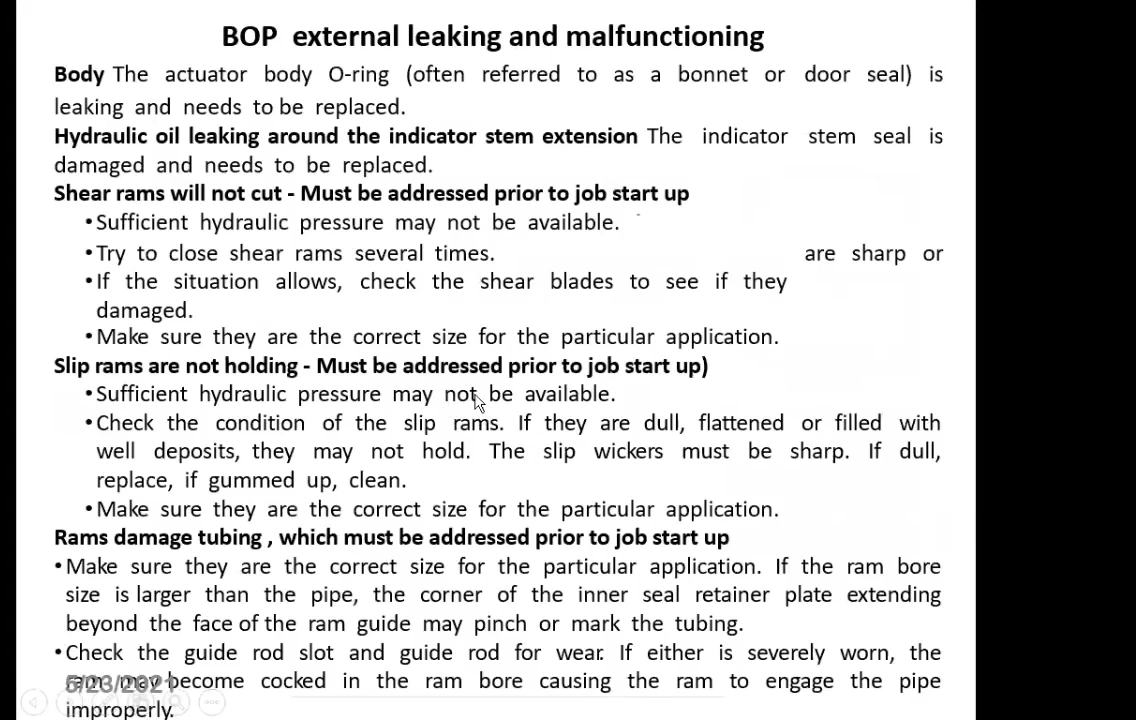 BOP external leaking and malfunctioning
Body The actuator body O-ring (often referred to as a bonnet or door seal) is
leaking and needs to be replaced.
Hydraulic oil leaking around the indicator stem extension The indicator stem seal is
damaged and needs to be replaced.
Shear rams will not cut - Must be addressed prior to job start up
•Sufficient hydraulic pressure may not be available.
•Try to close shear rams several times. are sharp or
•If the situation allows, check the shear blades to see if they
damaged.
•Make sure they are the correct size for the particular application.
Slip rams are not holding - Must be addressed prior to job start up)
•Sufficient hydraulic pressure may not be available.
•Check the condition of the slip rams. If they are dull, flattened or filled with
well deposits, they may not hold. The slip wickers must be sharp. If dull,
replace, if gummed up, clean.
•Make sure they are the correct size for the particular application.
Rams damage tubing , which must be addressed prior to job start up
•Make sure they are the correct size for the particular application. If the ram bore
size is larger than the pipe, the corner of the inner seal retainer plate extending
beyond the face of the ram guide may pinch or mark the tubing.
•Check the guide rod slot and guide rod for wear. If either is severely worn, the
ram may become cocked in the ram bore causing the ram to engage the pipe
improperly.
5/23/2021